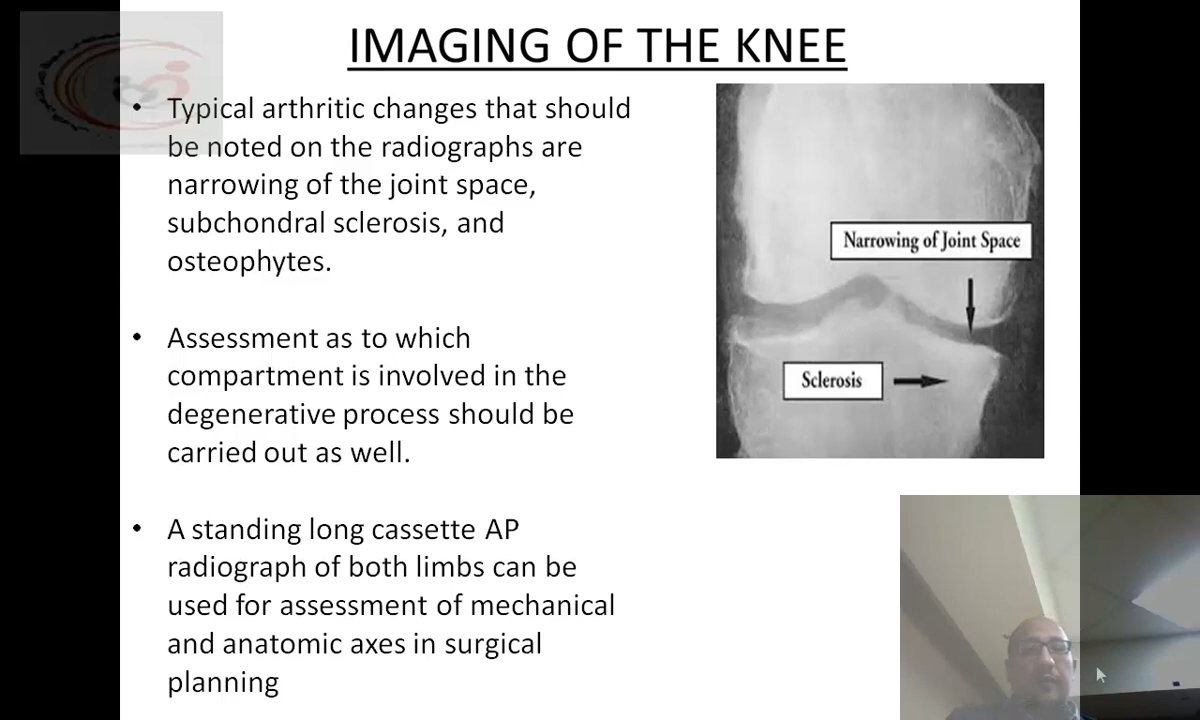 IMAGING OF THE KNEE
• Typical arthritic changes that should
be noted on the radiographs are
narrowing of the joint space,
subchondral sclerosis, and
osteophytes.
• Assessment as to which
compartment is involved in the
degenerative process should be
carried out as well.
• A standing long cassette AP
radiograph of both limbs can be
used for assessment of mechanical
and anatomic axes in surgical
planning
Narrowing of Joint Space
Sclerosis